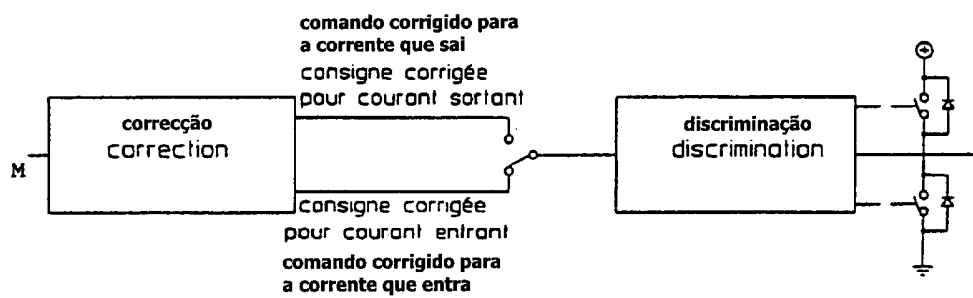 comando corrigido para
a corrente que sai
consigne corrigée
pour courant sortant
correcção
correction
discriminação
discrimination
M
consigne corrigée
pour courant entrant
comando corrigido para
a corrente que entra